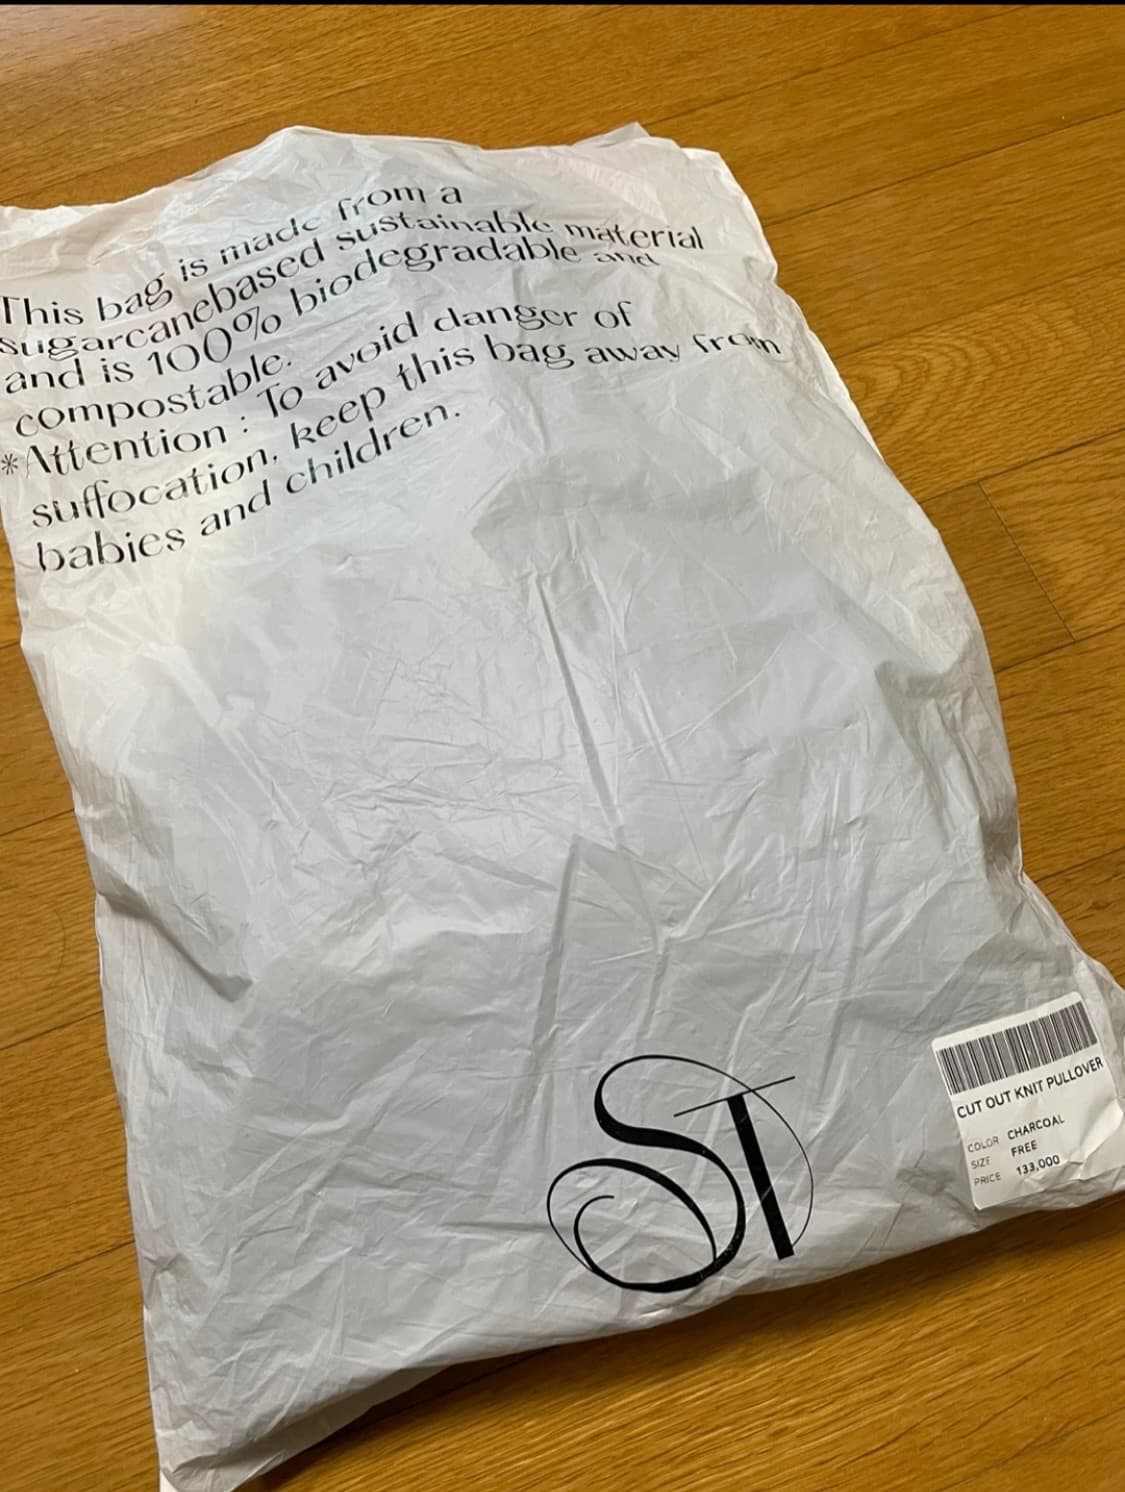 This bag is made from a
sugarcanebased sustainable material
and is 100% biodegradable and
compostable.
*Attention : To avoid danger of
suffocation, keep this bag away from
babies and children.
ST
CUT OUT KNIT PULLOVER
COLOR CHARCOAL
SIZE FREE
PRICE 133,000